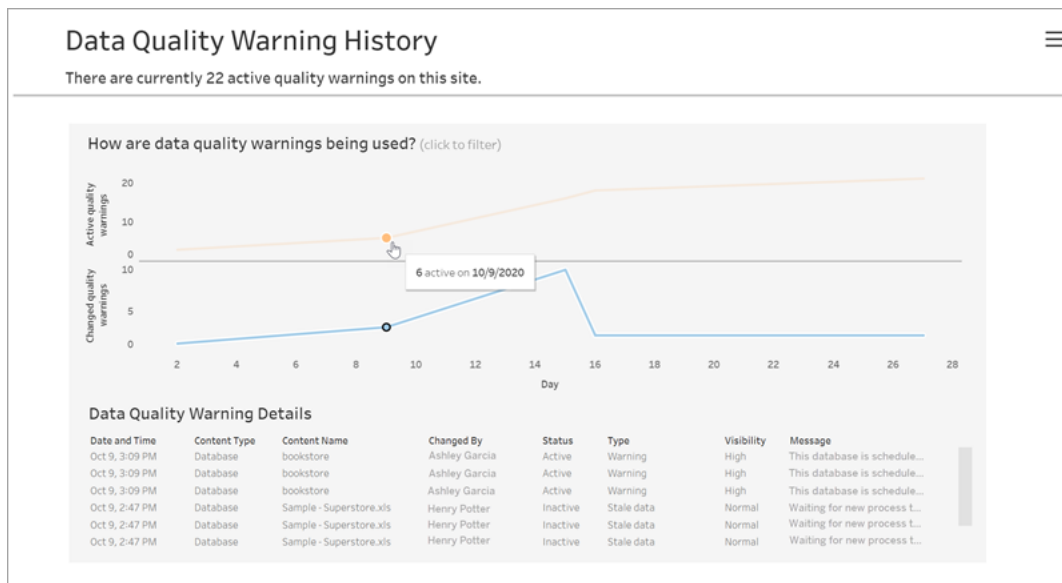 Data Quality Warning History
There are currently 22 active quality warnings on this site.
How are data quality warnings being used? (click to filter)
Active quality
warnings
20
10
0
6 active on 10/9/2020
Changed quality
warnings
10
5
0
2 4 6 8 10 12 14 16 18 20 22 24 26 28
Day
Data Quality Warning Details
Date and Time Content Type Content Name Changed By Status Type Visibility Message
Oct 9, 3:09 PM Database bookstore Ashley Garcia Active Warning High This database is schedule...
Oct 9, 3:09 PM Database bookstore Ashley Garcia Active Warning High This database is schedule...
Oct 9, 3:09 PM Database bookstore Ashley Garcia Active Warning High This database is schedule...
Oct 9, 2:47 PM Database Sample - Superstore.xls Henry Potter Inactive Stale data Normal Waiting for new process t...
Oct 9, 2:47 PM Database Sample - Superstore.xls Henry Potter Inactive Stale data Normal Waiting for new process t...
Oct 9, 2:47 PM Database Sample - Superstore.xls Henry Potter Inactive Stale data Normal Waiting for new process t...